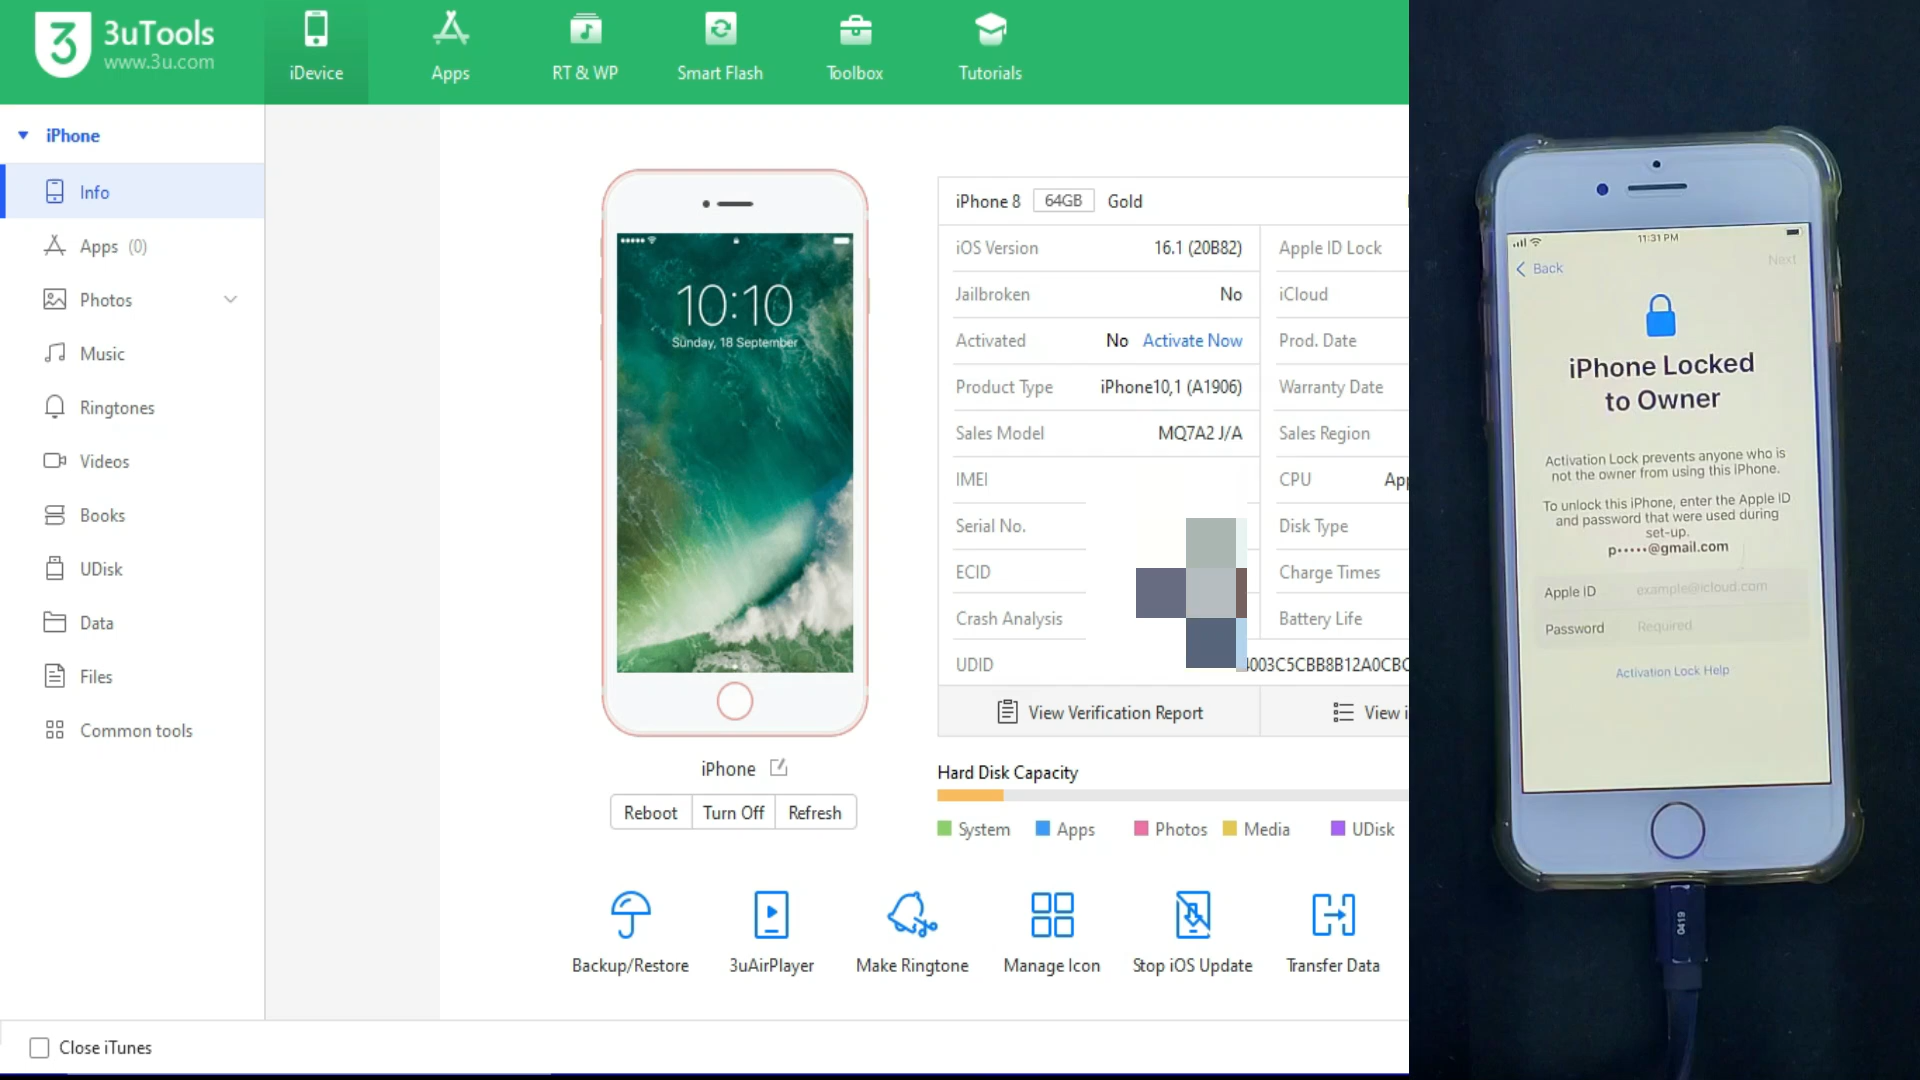 3uTools
www.3u.com
iDevice
Apps
RT & WP
Smart Flash
Toolbox
Tutorials
iPhone
Info
Apps (0)
Photos
Music
Ringtones
Videos
Books
UDisk
Data
Files
Common tools
Close iTunes
10:10
Sunday, 18 September
iPhone
Reboot
Turn Off
Refresh
iPhone 8 64GB Gold
iOS Version 16.1 (20B82)
Jailbroken No
Activated No Activate Now
Product Type iPhone10,1 (A1906)
Sales Model MQ7A2 J/A
IMEI
Serial No.
ECID
Crash Analysis
UDID
Apple ID Lock
iCloud
Prod. Date
Warranty Date
Sales Region
CPU
Disk Type
Charge Times
Battery Life
View Verification Report
View
Hard Disk Capacity
System
Apps
Photos
Media
UDisk
Backup/Restore
3uAirPlayer
Make Ringtone
Manage Icon
Stop iOS Update
Transfer Data
11:31 PM
Back
Next
iPhone Locked
to Owner
Activation Lock prevents anyone who is
not the owner from using this iPhone.
To unlock this iPhone, enter the Apple ID
and password that were used during
set-up.
p•••••@gmail.com
Apple ID example@icloud.com
Password Required
Activation Lock Help
0419